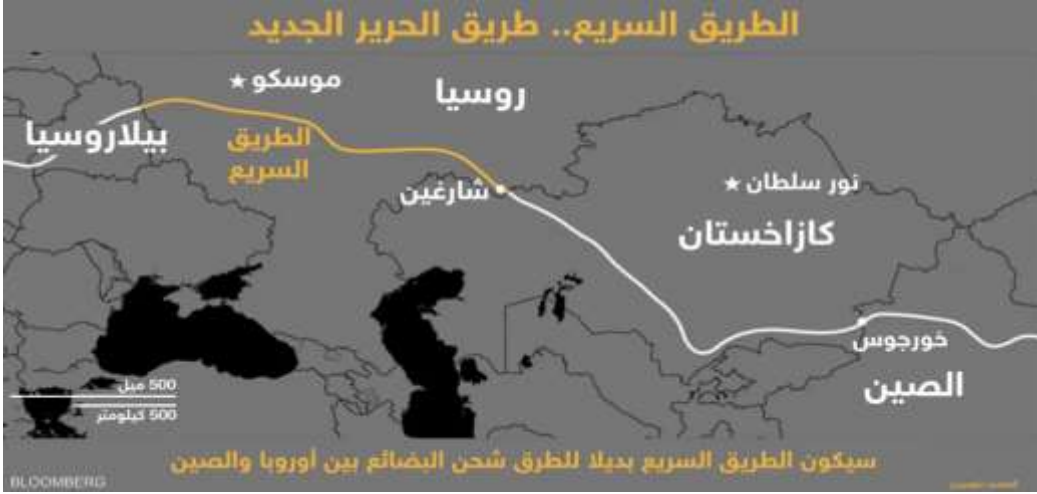 الطريق السريع.. طريق الحرير الجديد
موسكو
روسيا
بيلاروسيا
الطريق
السريع
نور سلطان
شارغين
كازاخستان
خورجوس
الصين
500 ميل
500 كيلومتر
سيكون الطريق السريع بديلا للطرق شحن البضائع بين أوروبا والصين
BLOOMBERG